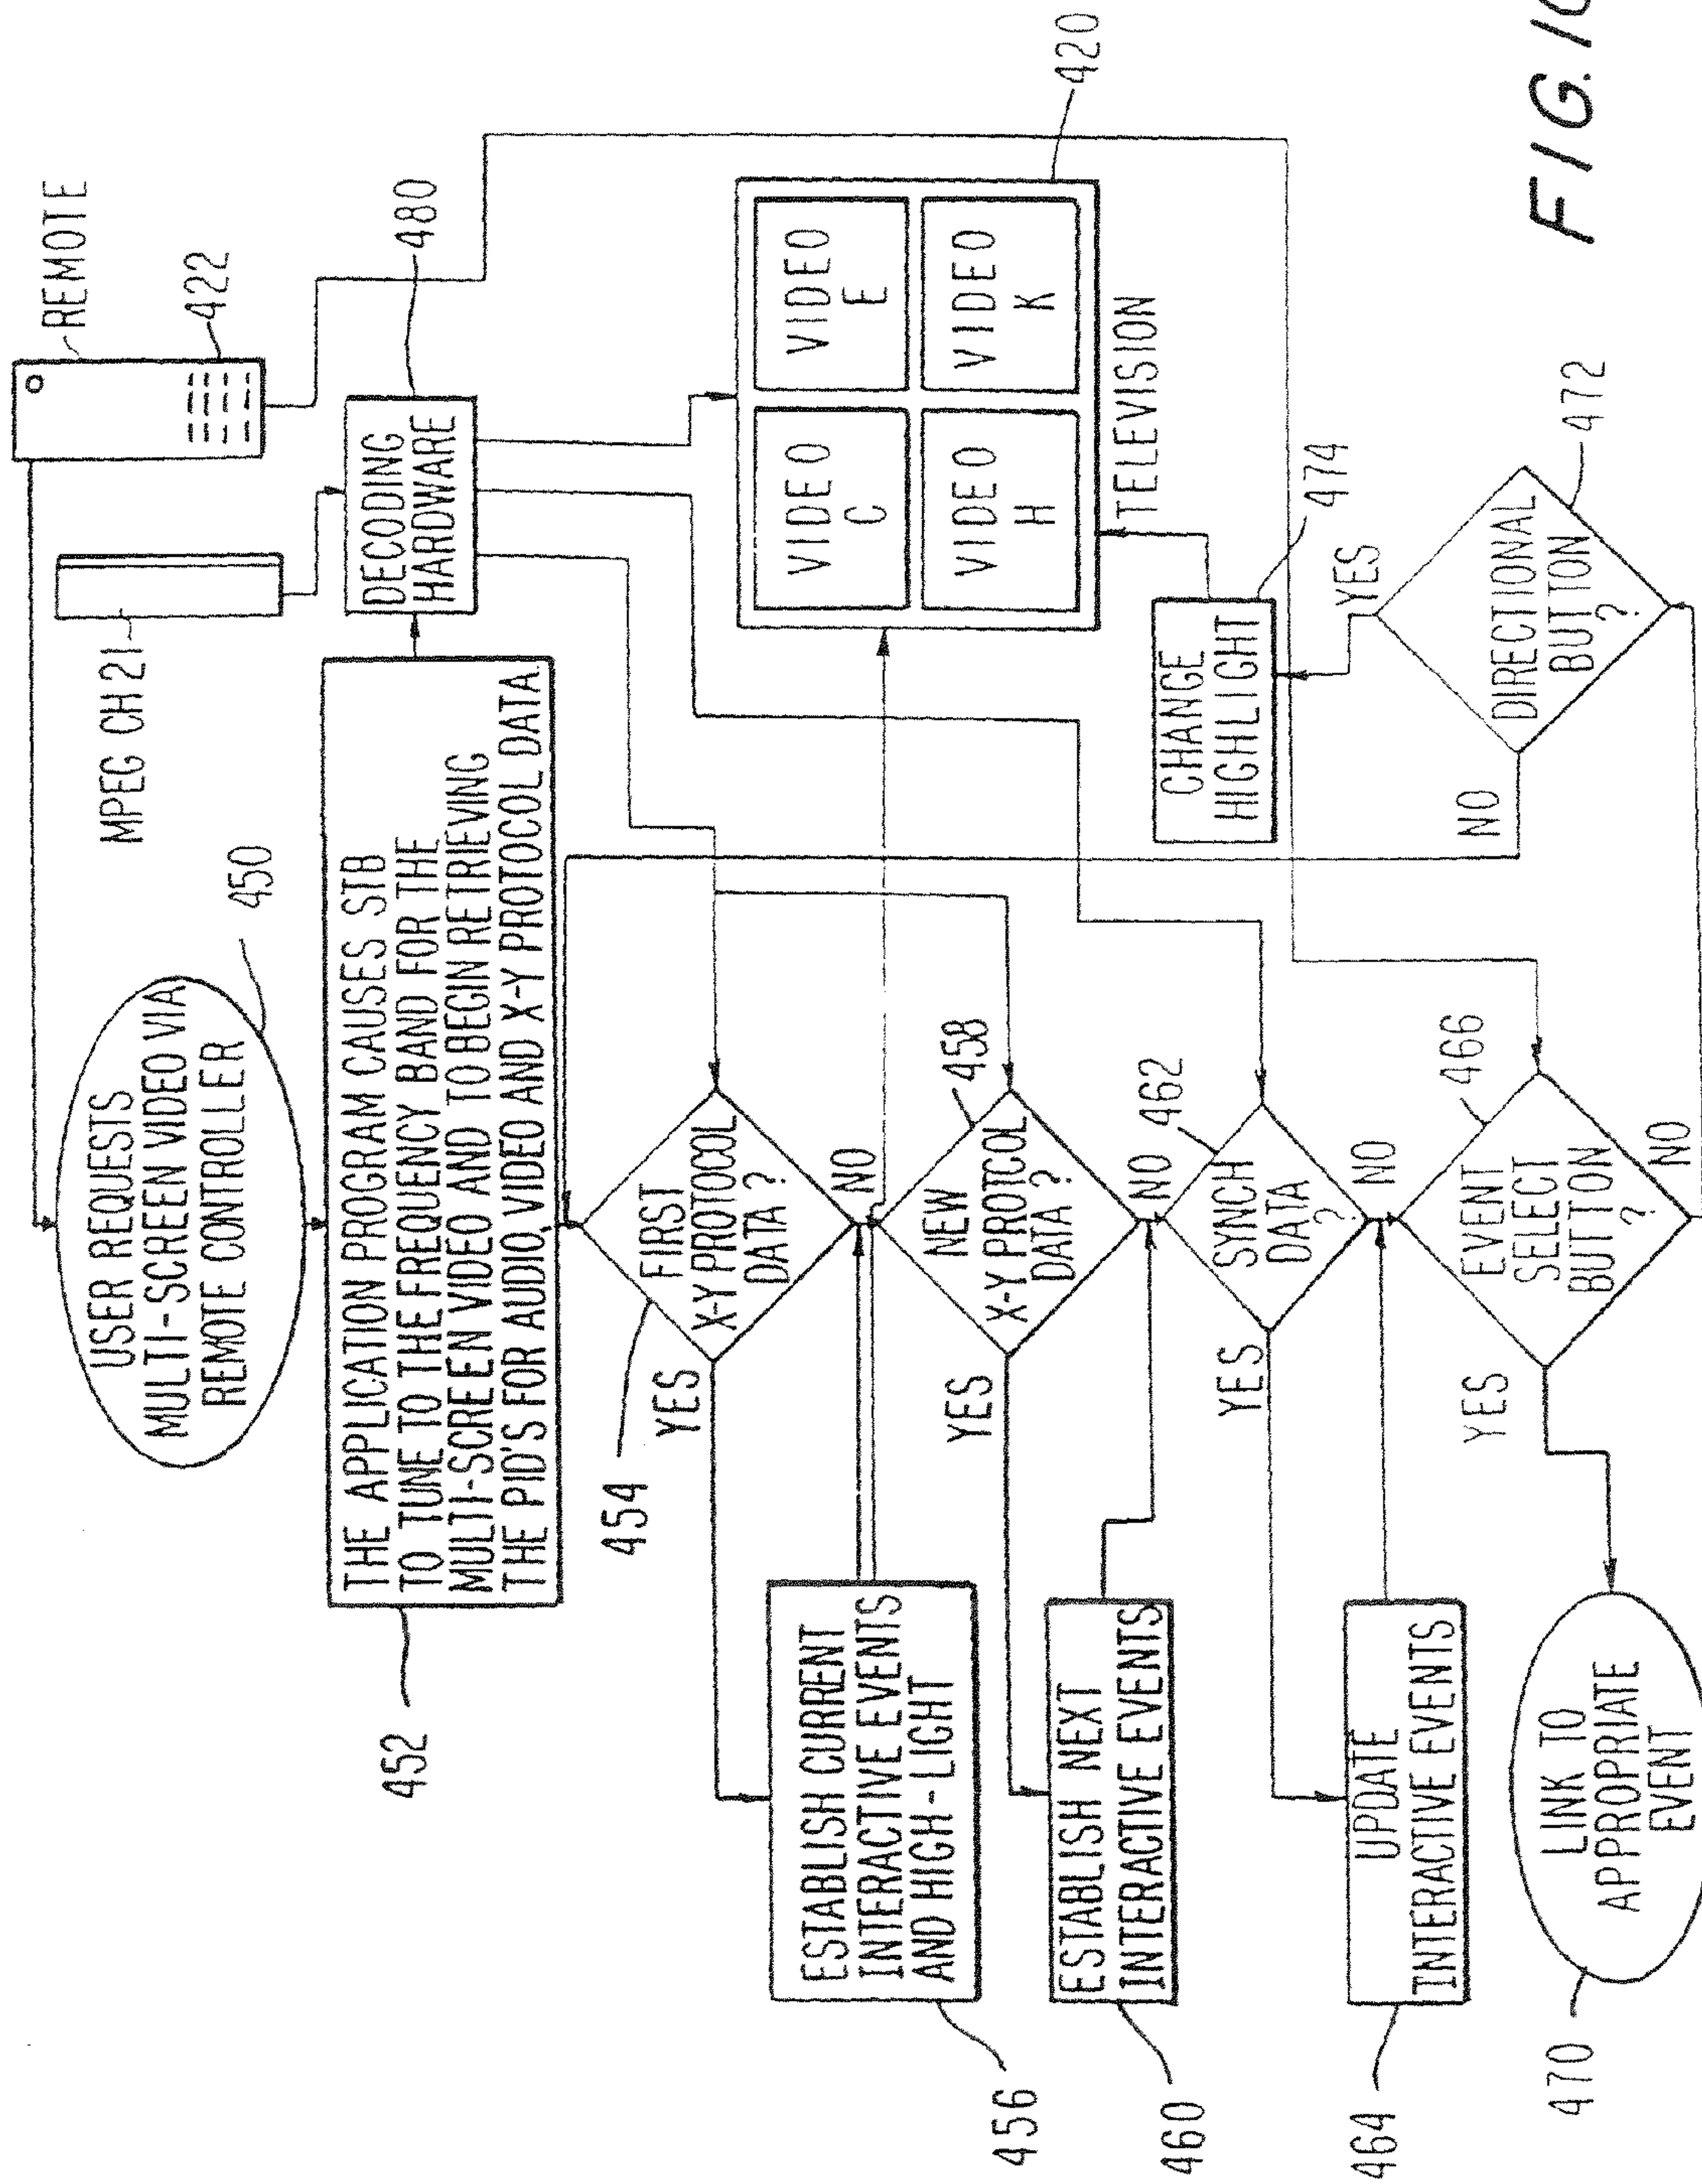 REMOTE
422
MPEG CH21
USER REQUESTS
MULTI-SCREEN VIDEO VIA
REMOTE CONTROLLER
450
DECODING
HARDWARE
480
THE APPLICATION PROGRAM CAUSES STB
TO TUNE TO THE FREQUENCY BAND FOR THE
MULTI-SCREEN VIDEO AND TO BEGIN RETRIEVING
THE PID'S FOR AUDIO, VIDEO AND X-Y PROTOCOL DATA
452
FIRST
X-Y PROTOCOL
DATA ?
454
YES
NO
VIDEO
C
VIDEO
E
VIDEO
H
VIDEO
K
420
TELEVISION
ESTABLISH CURRENT
INTERACTIVE EVENTS
AND HIGH-LIGHT
456
NEW
X-Y PROTOCOL
DATA ?
458
YES
NO
ESTABLISH NEXT
INTERACTIVE EVENTS
460
SYNCH
DATA
?
462
YES
NO
CHANGE
HIGHLIGHT
474
UPDATE
INTERACTIVE EVENTS
464
EVENT
SELECT
BUTTON
?
466
YES
NO
DIRECTIONAL
BUTTON
?
472
YES
NO
LINK TO
APPROPRIATE
EVENT
470